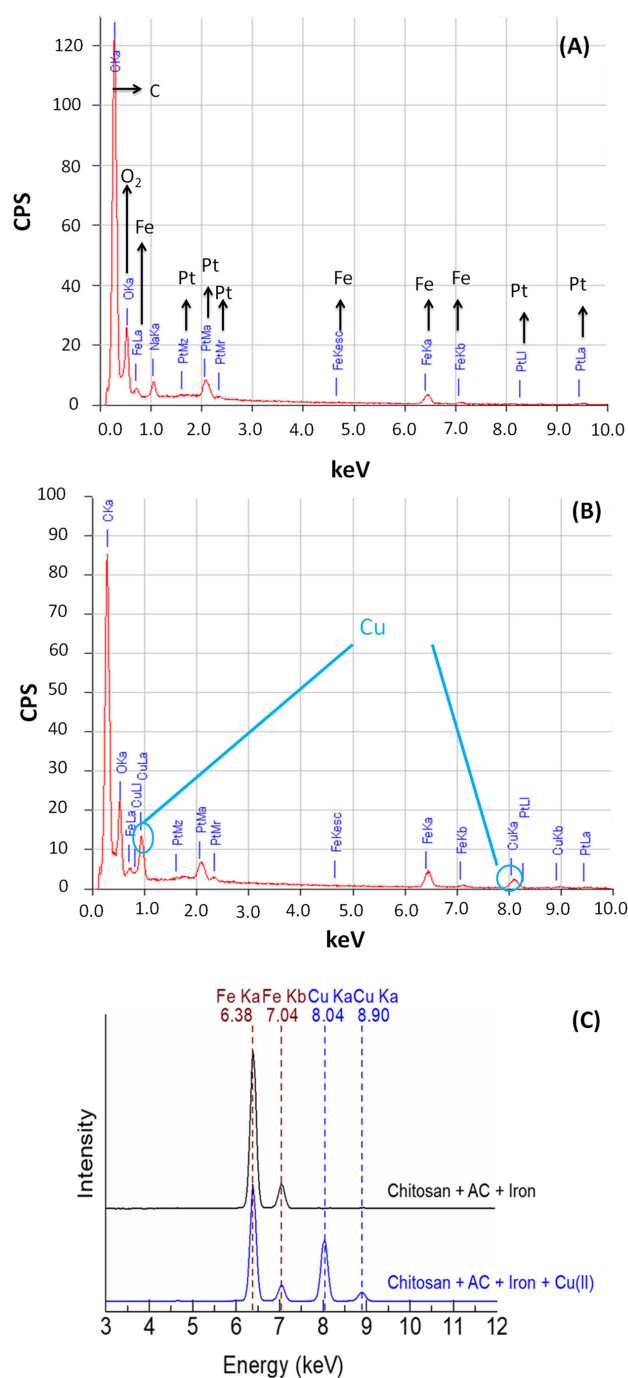 (A)
CPS
120
100
80
60
40
20
0
OKa
C
O2
Fe
Pt
Pt
Pt
Fe
Fe
Fe
Pt
Pt
OKa
FeLa
NaKa
PtMz
PtMa
PtMr
FeKesc
FeKa
FeKb
PtLl
PtLa
0.0 1.0 2.0 3.0 4.0 5.0 6.0 7.0 8.0 9.0 10.0
keV
(B)
CPS
100
90
80
70
60
50
40
30
20
10
0
CKa
Cu
OKa
FeLa
CuLl
CuLa
PtMz
PtMa
PtMr
FeKesc
FeKa
FeKb
CuKa
PtLl
CuKb
PtLa
0.0 1.0 2.0 3.0 4.0 5.0 6.0 7.0 8.0 9.0 10.0
keV
(C)
Fe Ka Fe Kb Cu Ka Cu Ka
6.38 7.04 8.04 8.90
Intensity
Chitosan + AC + Iron
Chitosan + AC + Iron + Cu(II)
3 4 5 6 7 8 9 10 11 12
Energy (keV)